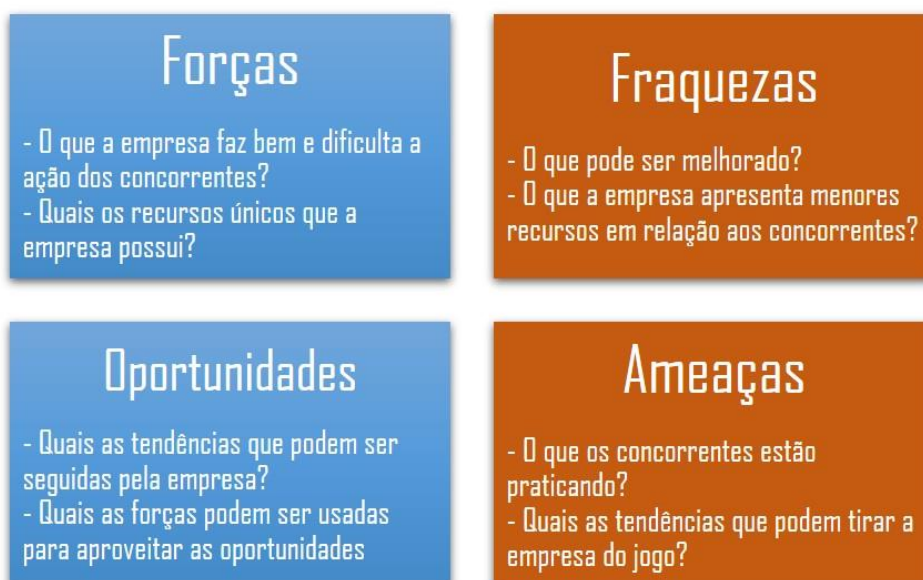 Forças
- O que a empresa faz bem e dificulta a
ação dos concorrentes?
- Quais os recursos únicos que a
empresa possui?
Fraquezas
- O que pode ser melhorado?
- O que a empresa apresenta menores
recursos em relação aos concorrentes?
Oportunidades
- Quais as tendências que podem ser
seguidas pela empresa?
- Quais as forças podem ser usadas
para aproveitar as oportunidades
Ameaças
- O que os concorrentes estão
praticando?
- Quais as tendências que podem tirar a
empresa do jogo?